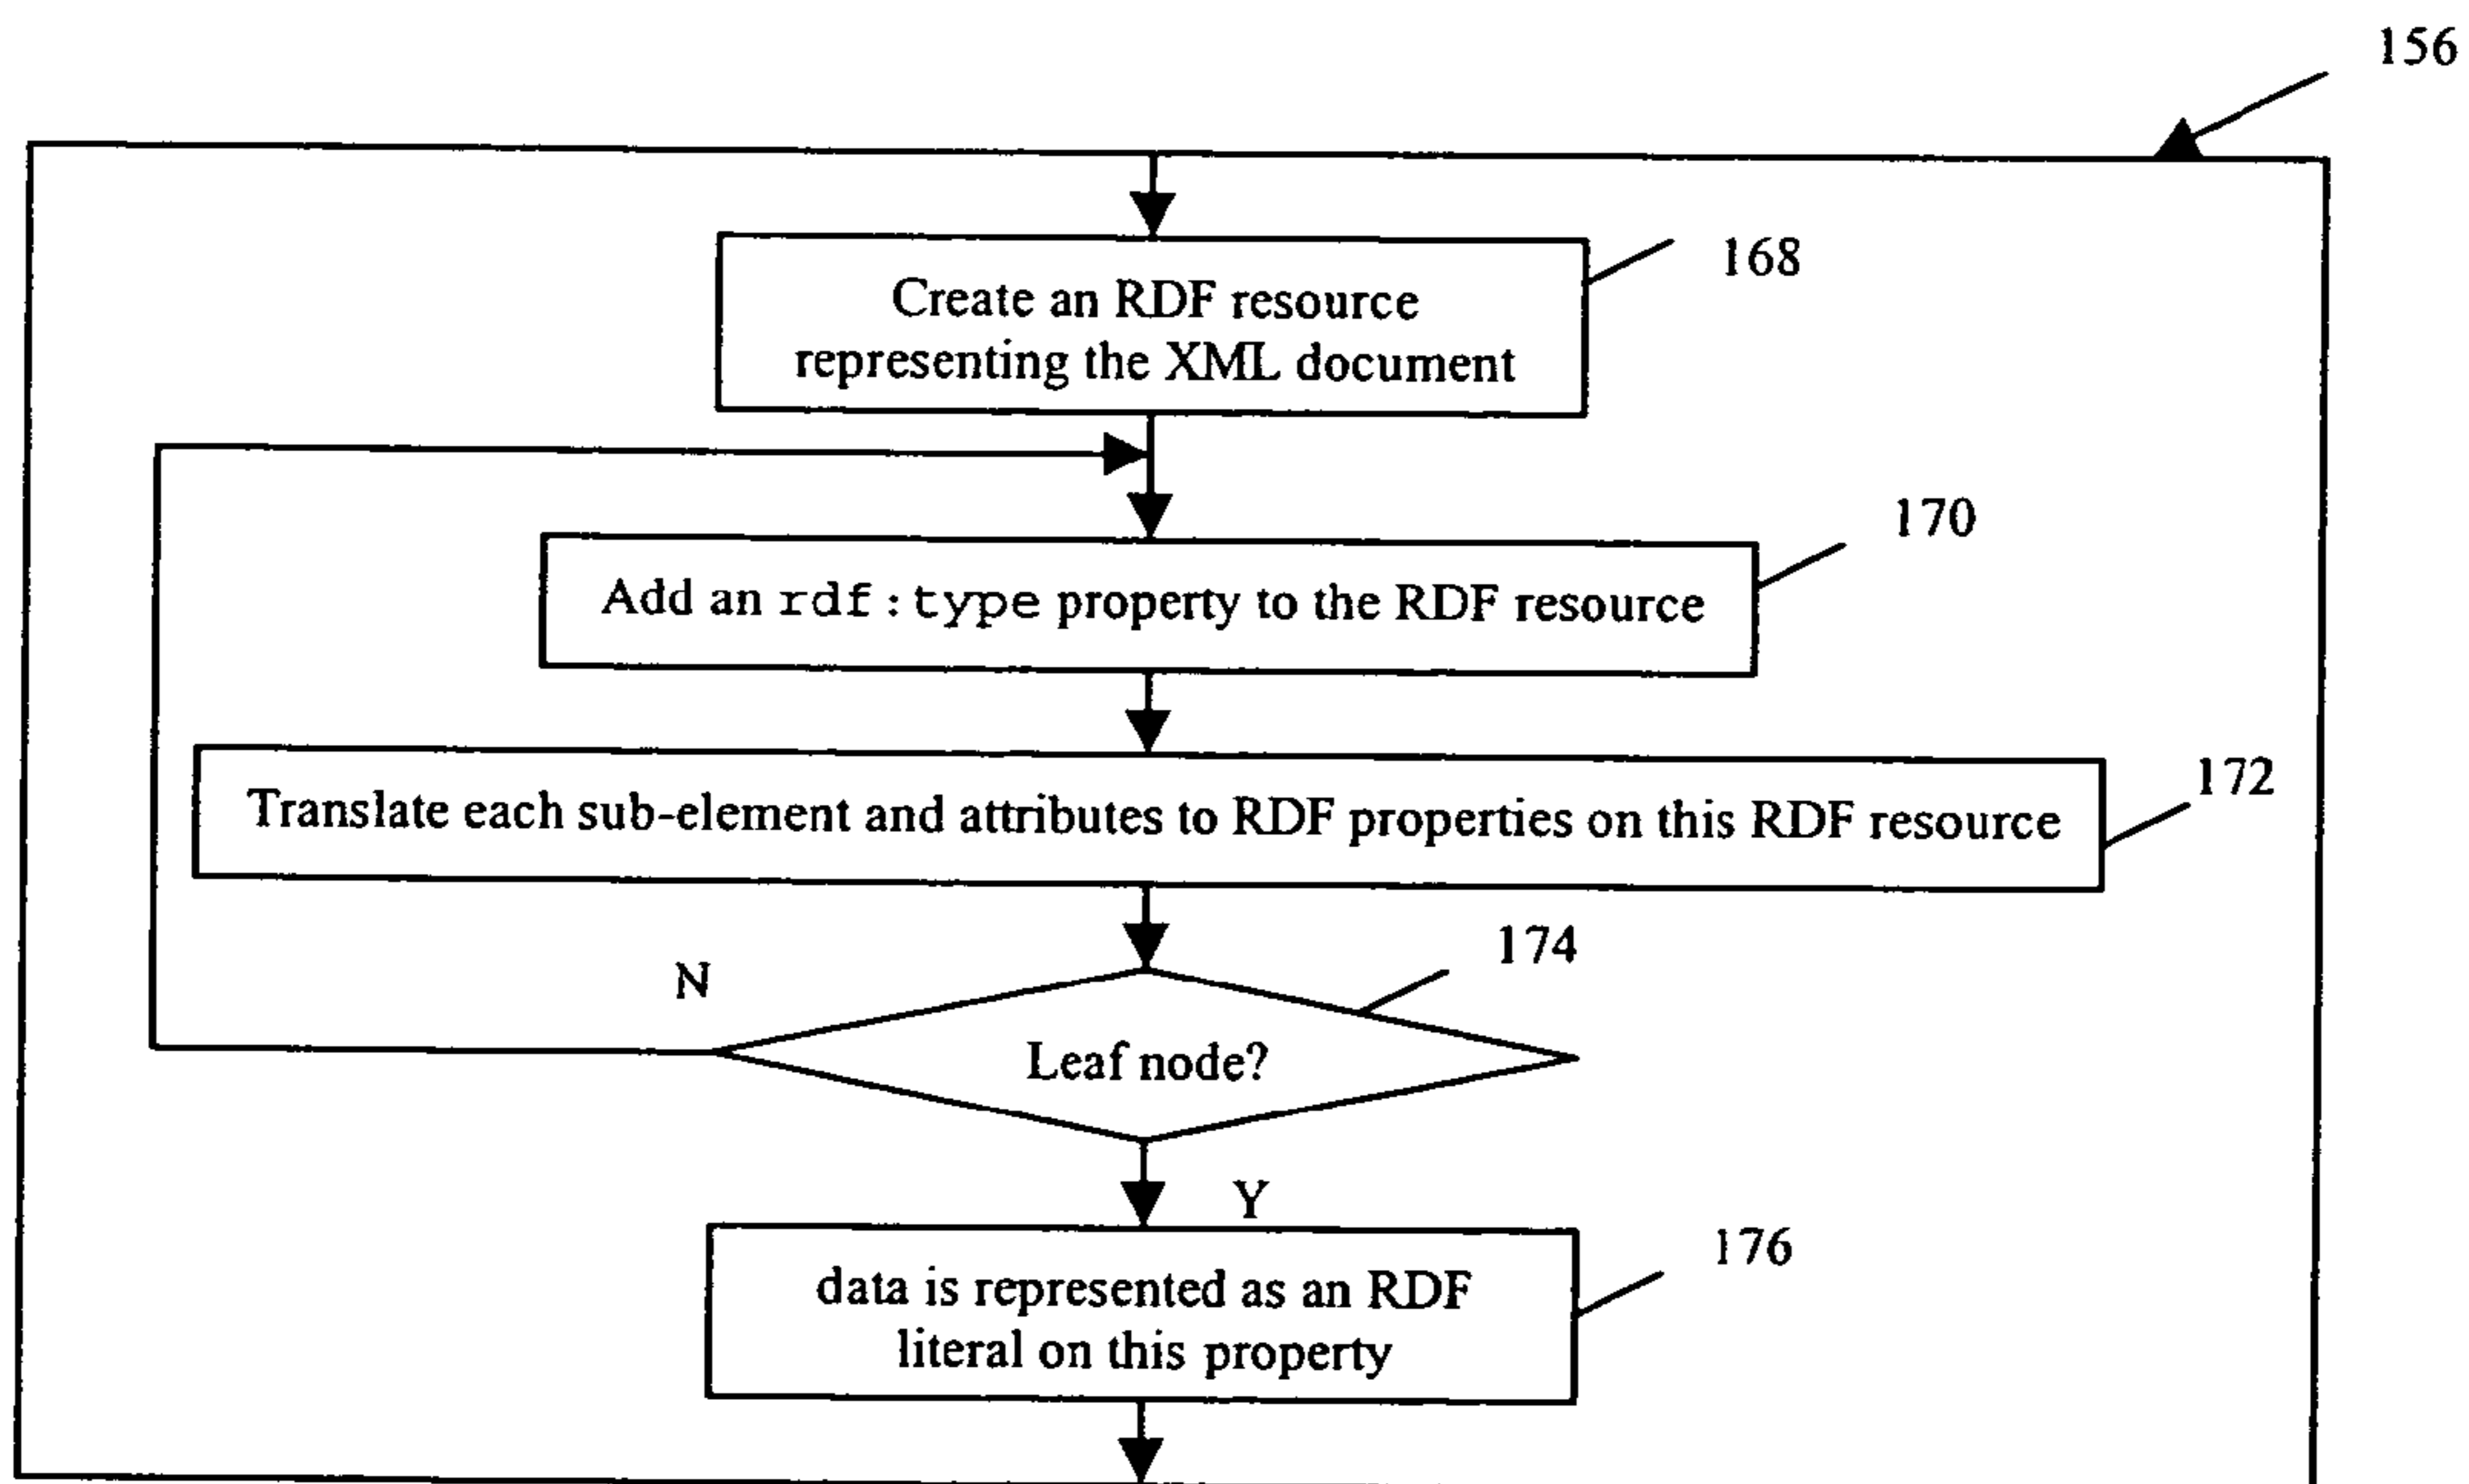 156
168
Create an RDF resource
representing the XML document
170
Add an rdf:type property to the RDF resource
172
Translate each sub-element and attributes to RDF properties on this RDF resource
174
N
Leaf node?
Y
176
data is represented as an RDF
literal on this property